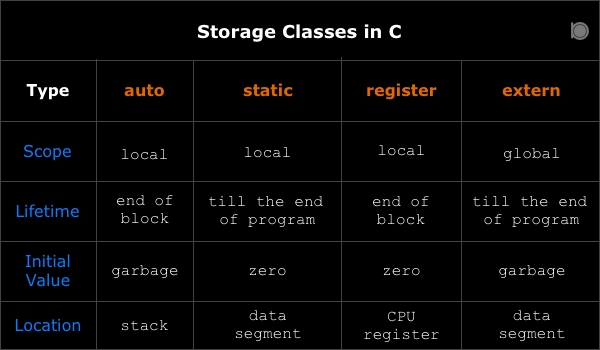 Storage Classes in C
Type auto static register extern
Scope local local local global
Lifetime end of block till the end of program end of block till the end of program
Initial Value garbage zero zero garbage
Location stack data segment CPU register data segment